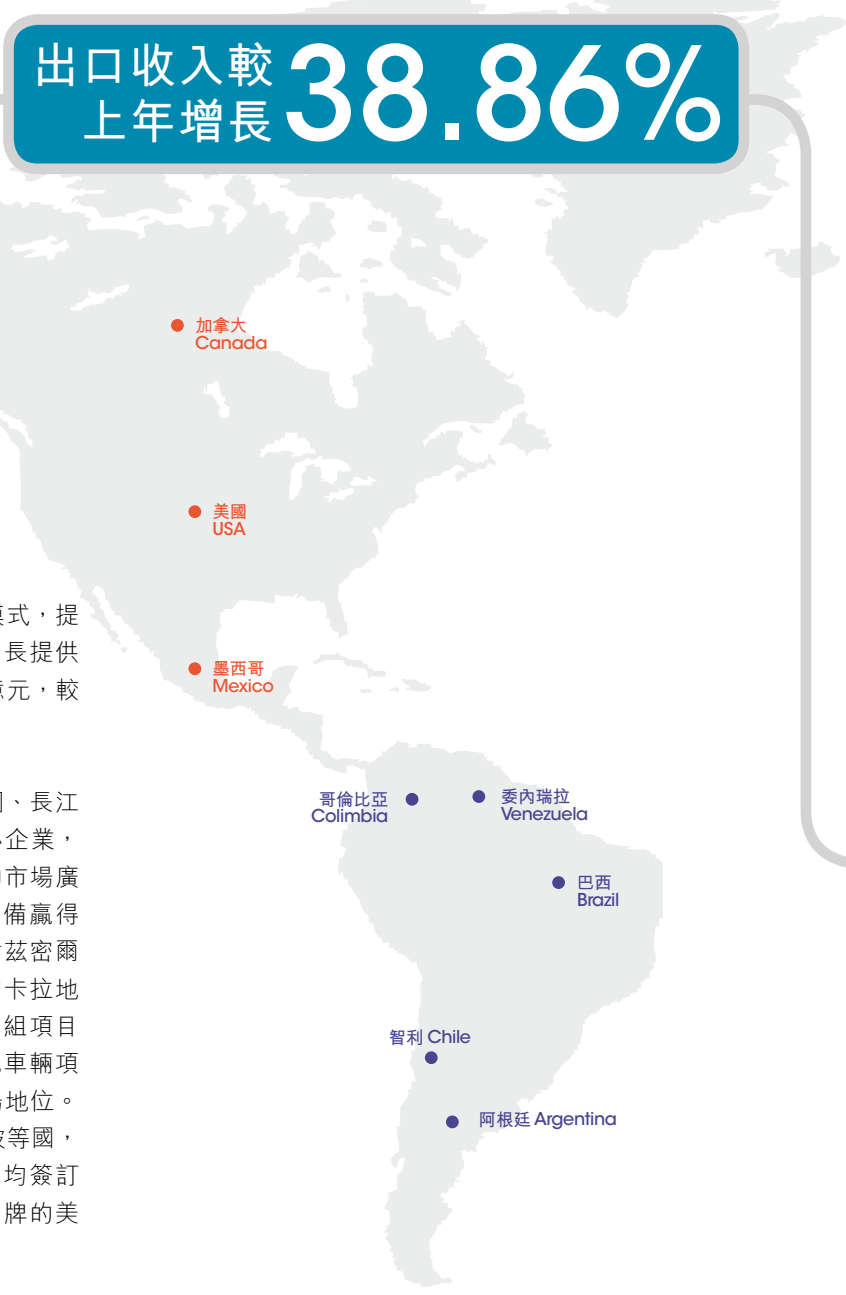 出口收入較
上年增長 38.86%
加拿大
Canada
美國
USA
墨西哥
Mexico
哥倫比亞
Colimbia
委內瑞拉
Venezuela
巴西
Brazil
智利 Chile
阿根廷 Argentina
模式，提
長提供
億元，較
、長江
企業，
市場廣
備贏得
茲密爾
卡拉地
組項目
車輛項
地位。
等國，
均簽訂
牌的美